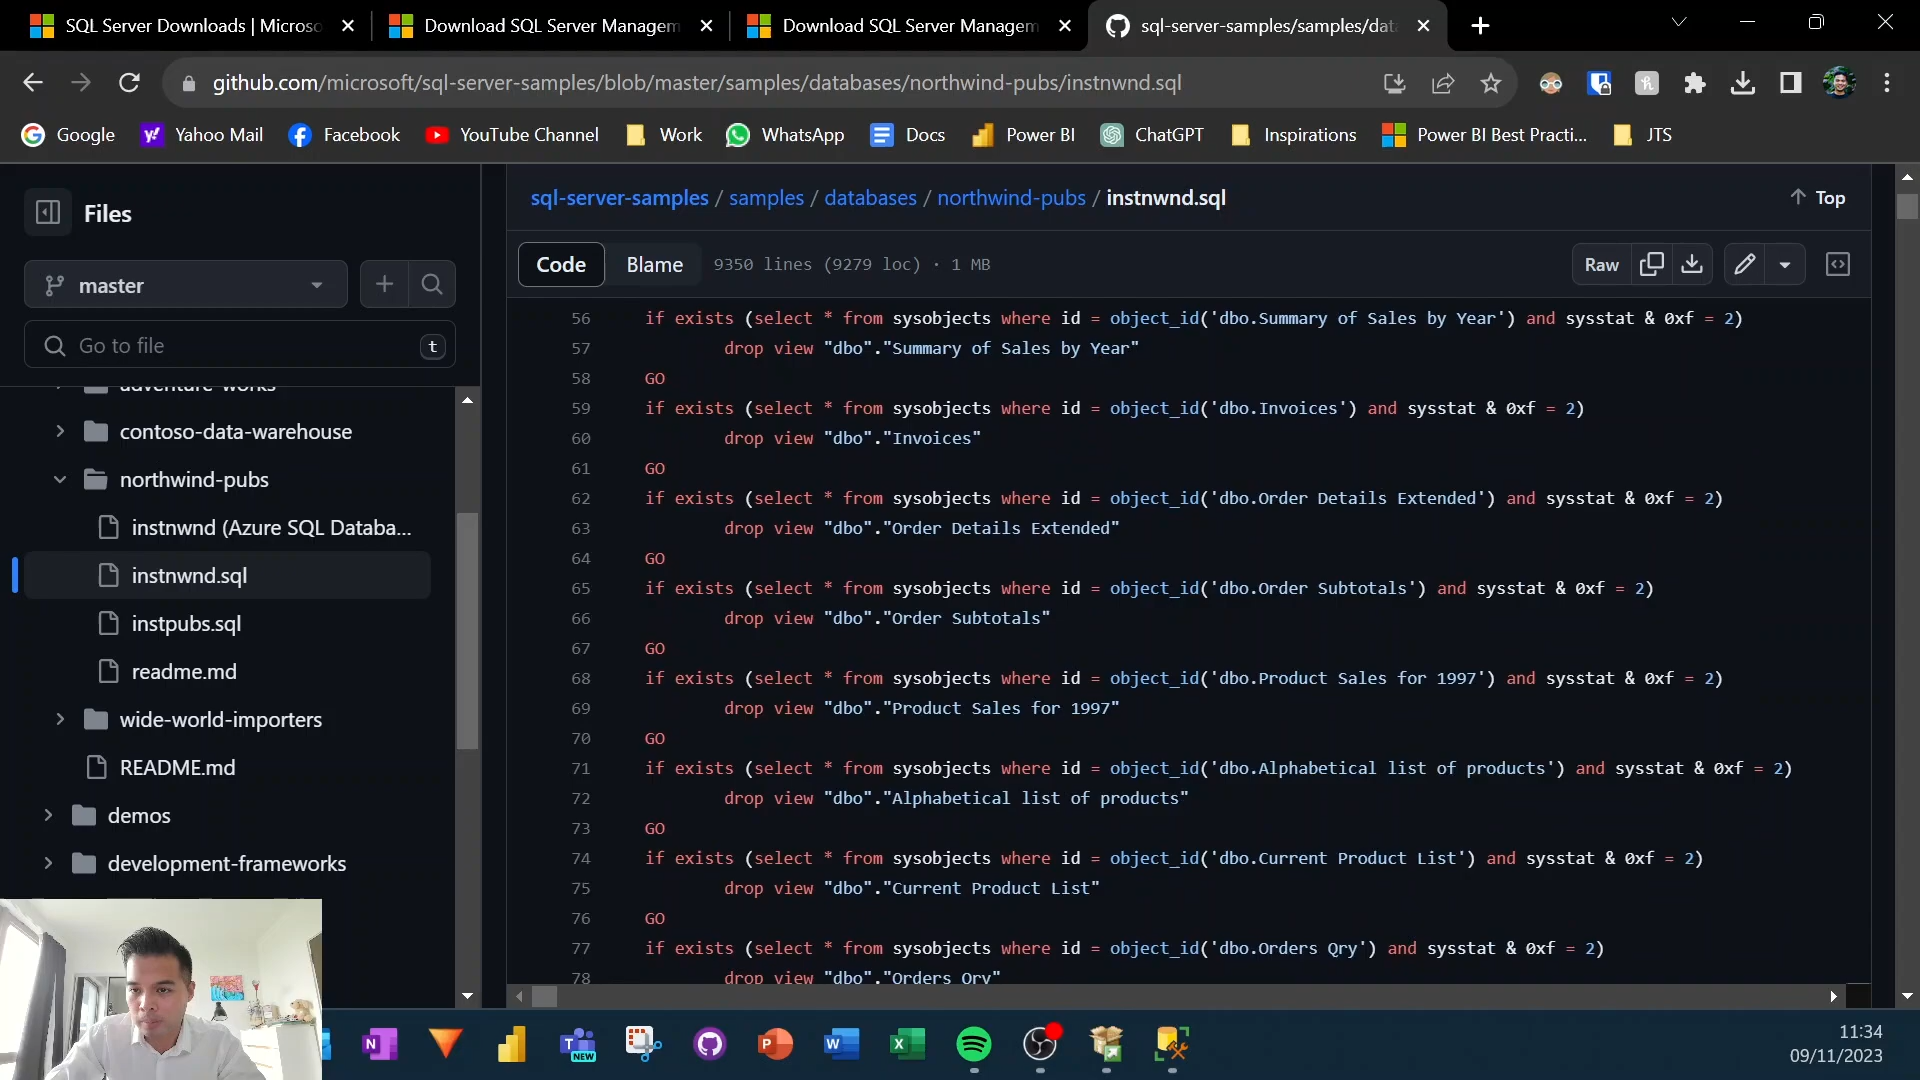 SQL Server Downloads | Microso
Download SQL Server Managem
Download SQL Server Managem
sql-server-samples/samples/dat
github.com/microsoft/sql-server-samples/blob/master/samples/databases/northwind-pubs/instnwnd.sql
Google
Yahoo Mail
Facebook
YouTube Channel
Work
WhatsApp
Docs
Power BI
ChatGPT
Inspirations
Power BI Best Practi...
JTS
Files
master
Go to file
t
adventure-works
contoso-data-warehouse
northwind-pubs
instnwnd (Azure SQL Databa...
instnwnd.sql
instpubs.sql
readme.md
wide-world-importers
README.md
demos
development-frameworks
sql-server-samples / samples / databases / northwind-pubs / instnwnd.sql
Top
Code
Blame
9350 lines (9279 loc) · 1 MB
Raw
56 if exists (select * from sysobjects where id = object_id('dbo.Summary of Sales by Year') and sysstat & 0xf = 2)
57 drop view "dbo"."Summary of Sales by Year"
58 GO
59 if exists (select * from sysobjects where id = object_id('dbo.Invoices') and sysstat & 0xf = 2)
60 drop view "dbo"."Invoices"
61 GO
62 if exists (select * from sysobjects where id = object_id('dbo.Order Details Extended') and sysstat & 0xf = 2)
63 drop view "dbo"."Order Details Extended"
64 GO
65 if exists (select * from sysobjects where id = object_id('dbo.Order Subtotals') and sysstat & 0xf = 2)
66 drop view "dbo"."Order Subtotals"
67 GO
68 if exists (select * from sysobjects where id = object_id('dbo.Product Sales for 1997') and sysstat & 0xf = 2)
69 drop view "dbo"."Product Sales for 1997"
70 GO
71 if exists (select * from sysobjects where id = object_id('dbo.Alphabetical list of products') and sysstat & 0xf = 2)
72 drop view "dbo"."Alphabetical list of products"
73 GO
74 if exists (select * from sysobjects where id = object_id('dbo.Current Product List') and sysstat & 0xf = 2)
75 drop view "dbo"."Current Product List"
76 GO
77 if exists (select * from sysobjects where id = object_id('dbo.Orders Qry') and sysstat & 0xf = 2)
78 drop view "dbo"."Orders Qry"
NEW
11:34
09/11/2023